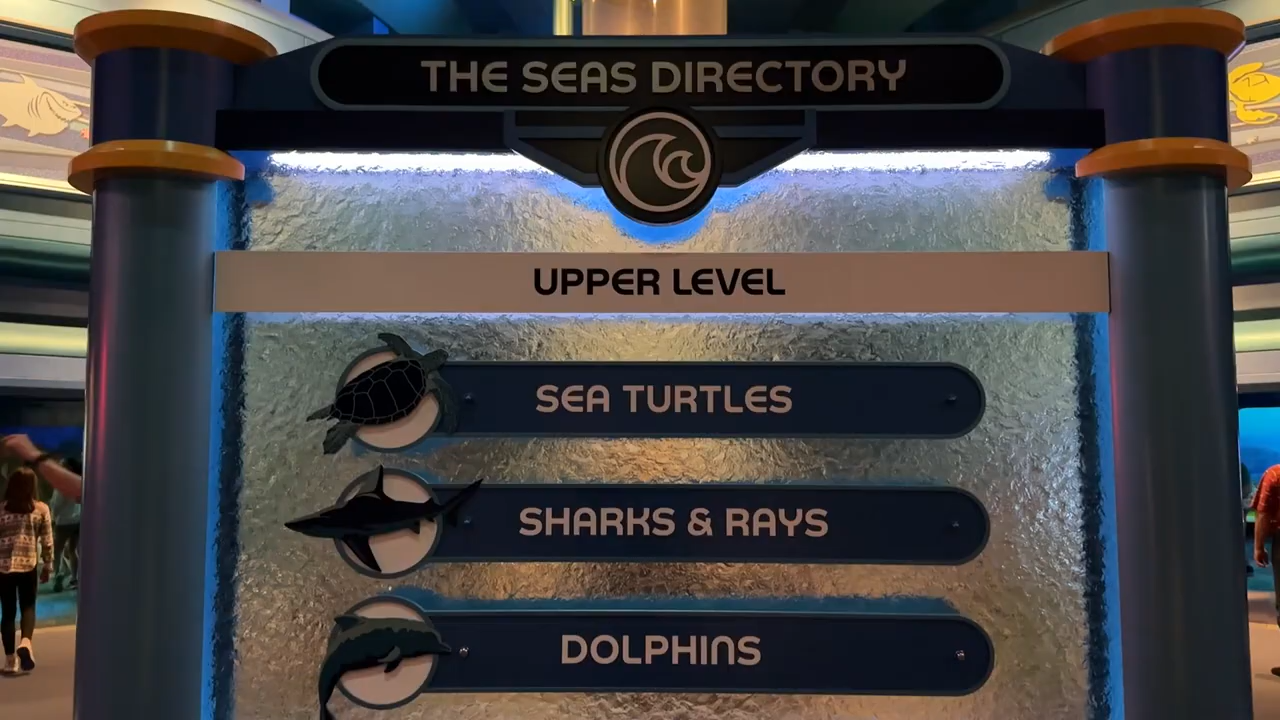 THE SEAS DIRECTORY
UPPER LEVEL
SEA TURTLES
SHARKS & RAYS
DOLPHINS